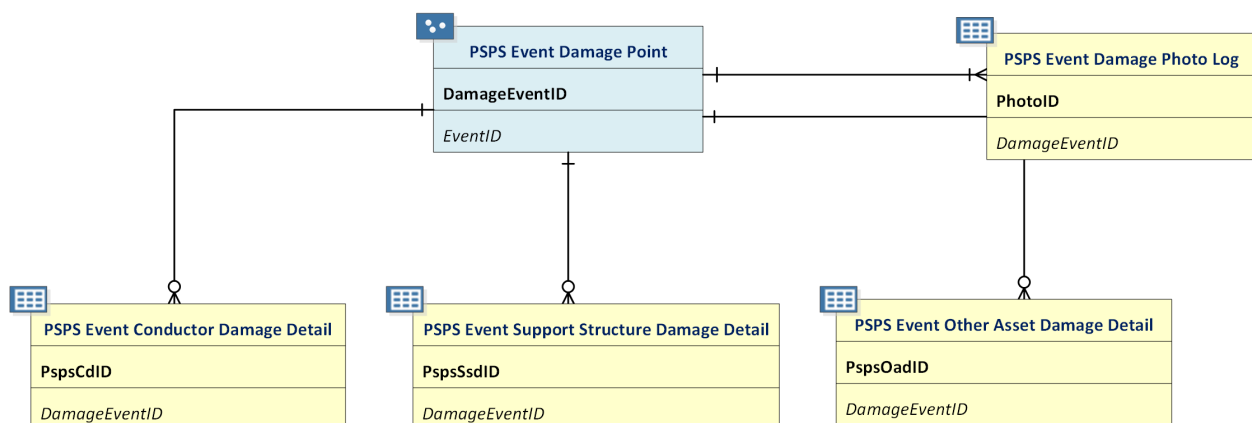 PSPS Event Damage Point
DamageEventID
EventID
PSPS Event Damage Photo Log
PhotoID
DamageEventID
PSPS Event Conductor Damage Detail
PspsCdID
DamageEventID
PSPS Event Support Structure Damage Detail
PspsSsdID
DamageEventID
PSPS Event Other Asset Damage Detail
PspsOadID
DamageEventID